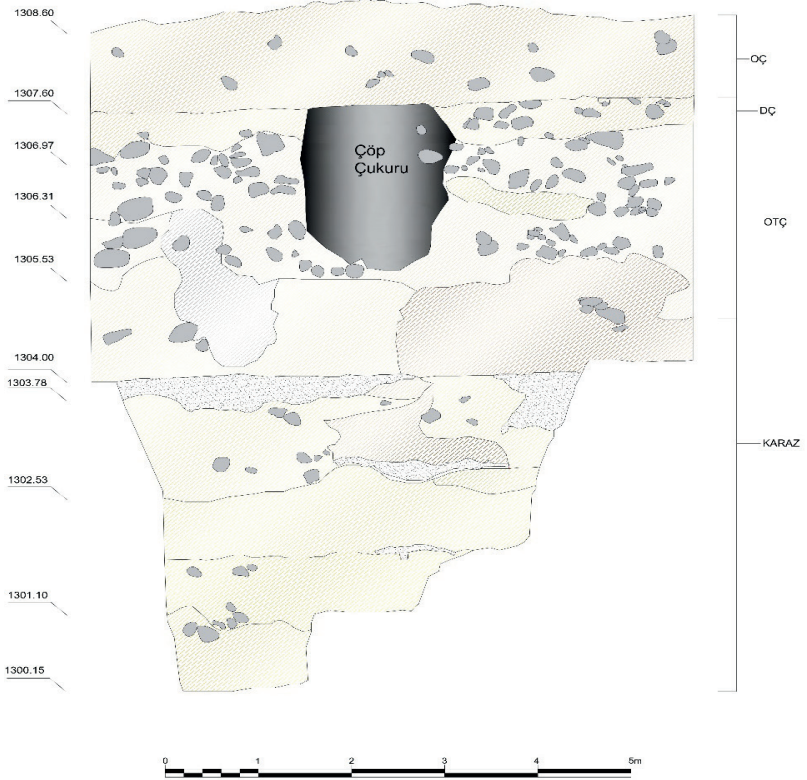 1308.60
1307.60
1306.97
1306.31
1305.53
1304.00
1303.78
1302.53
1301.10
1300.15
Çöp
Çukuru
OÇ
DÇ
OTÇ
KARAZ
0 1 2 3 4 5m